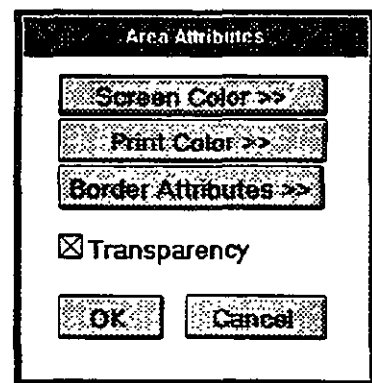 Area Attributes
Screen Color >>
Print Color >>
Border Attributes >>
Transparency
OK Cancel